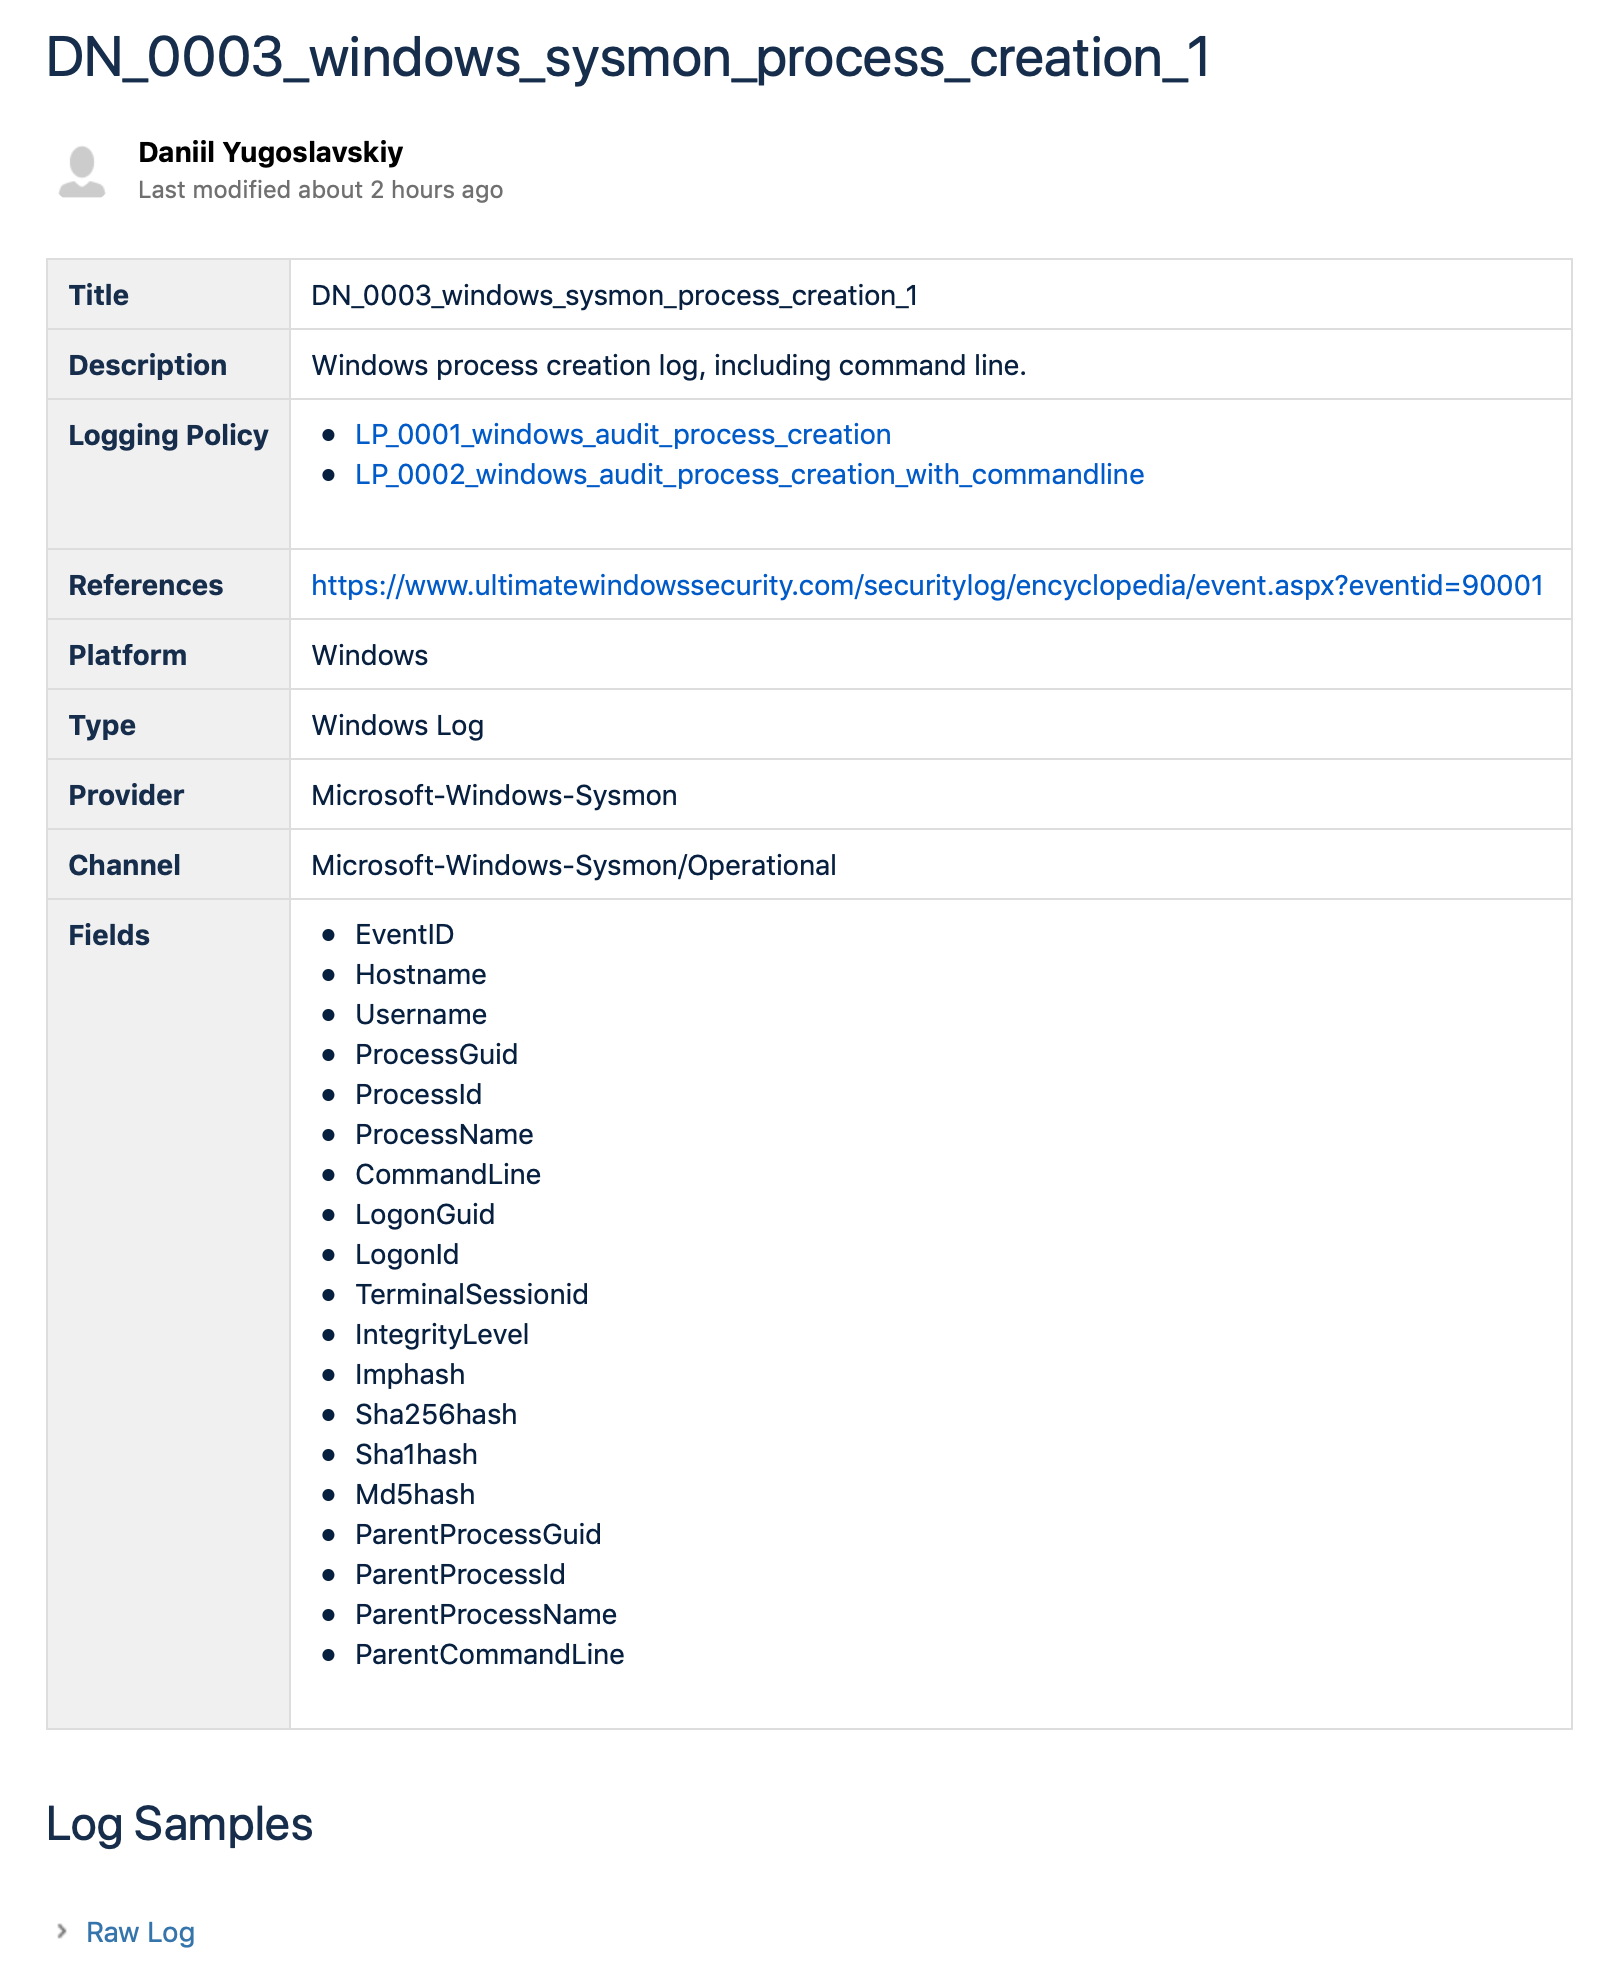 DN_0003_windows_sysmon_process_creation_1
Daniil Yugoslavskiy
Last modified about 2 hours ago
Title DN_0003_windows_sysmon_process_creation_1
Description Windows process creation log, including command line.
Logging Policy • LP_0001_windows_audit_process_creation
• LP_0002_windows_audit_process_creation_with_commandline
References https://www.ultimatewindowssecurity.com/securitylog/encyclopedia/event.aspx?eventid=90001
Platform Windows
Type Windows Log
Provider Microsoft-Windows-Sysmon
Channel Microsoft-Windows-Sysmon/Operational
Fields • EventID
• Hostname
• Username
• ProcessGuid
• ProcessId
• ProcessName
• CommandLine
• LogonGuid
• LogonId
• TerminalSessionid
• IntegrityLevel
• Imphash
• Sha256hash
• Sha1hash
• Md5hash
• ParentProcessGuid
• ParentProcessId
• ParentProcessName
• ParentCommandLine
Log Samples
Raw Log